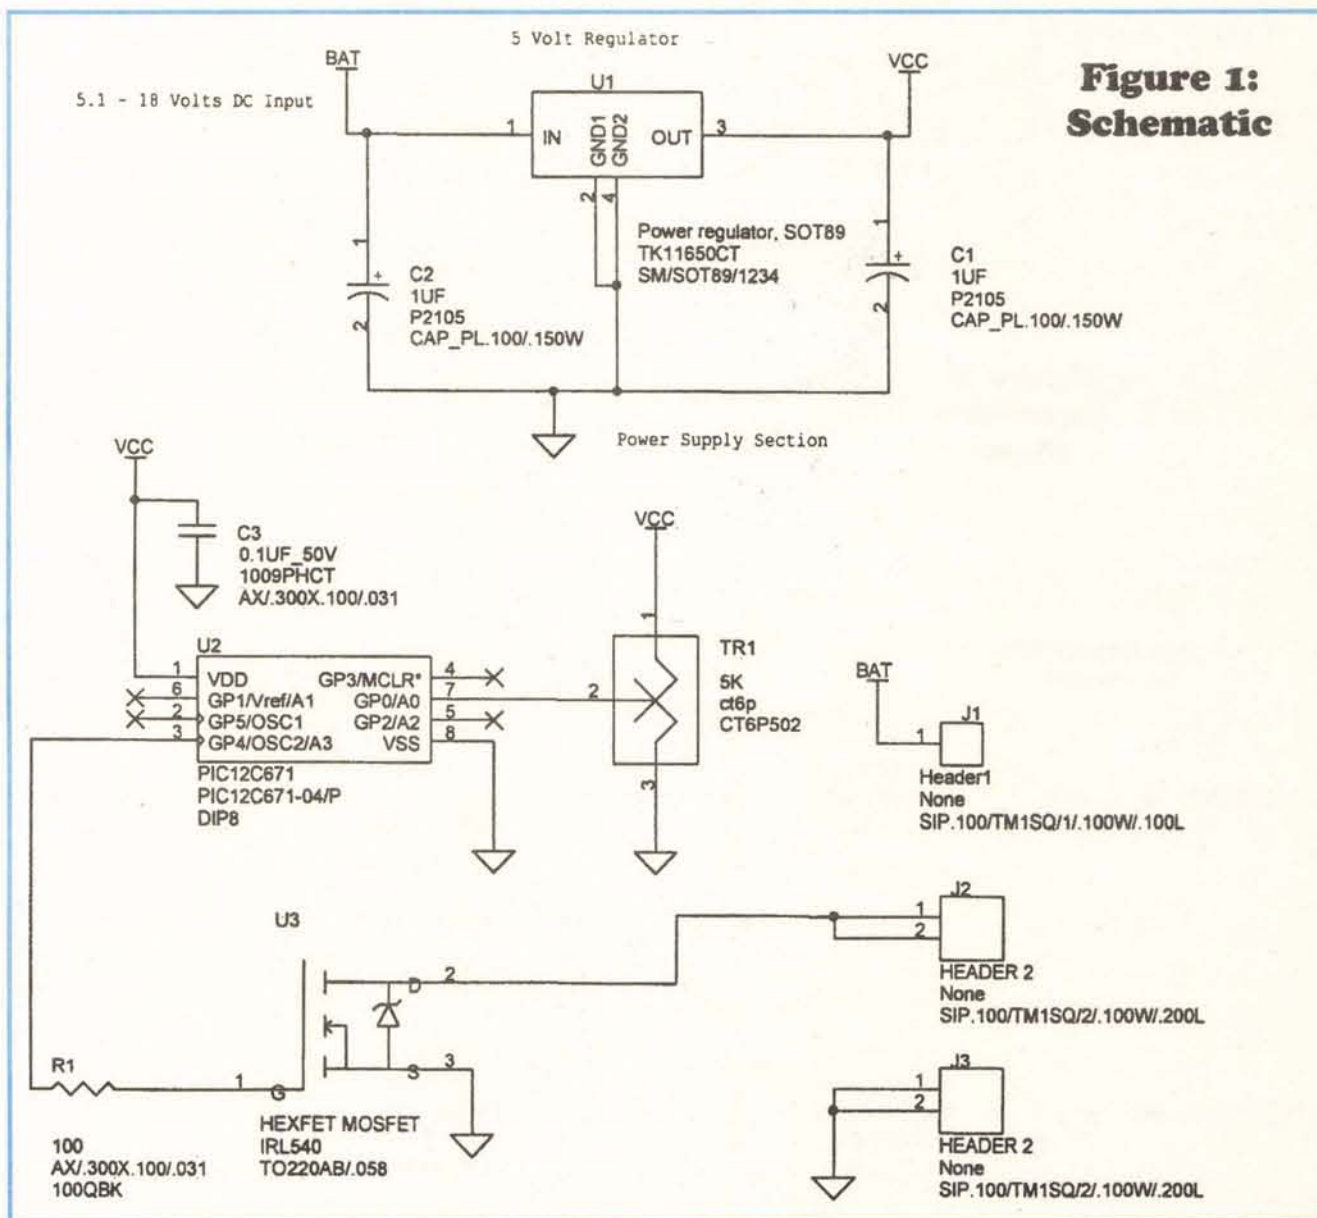 Figure 1:
Schematic
5 Volt Regulator
BAT
5.1 - 18 Volts DC Input
U1
VCC
1
IN
GND1
GND2
OUT
3
2
4
Power regulator, SOT89
TK11650CT
SM/SOT89/1234
1
+
2
C2
1UF
P2105
CAP_PL.100/.150W
1
+
2
C1
1UF
P2105
CAP_PL.100/.150W
Power Supply Section
VCC
C3
0.1UF_50V
1009PHCT
AX/.300X.100/.031
U2
1 VDD
6 GP1/Vref/A1
2 GP5/OSC1
3 GP4/OSC2/A3
GP3/MCLR* 4
GP0/A0 7
GP2/A2 5
VSS 8
PIC12C671
PIC12C671-04/P
DIP8
VCC
1
2
3
TR1
5K
ct6p
CT6P502
BAT
J1
1
Header1
None
SIP.100/TM1SQ/1/.100W/.100L
J2
1
2
HEADER 2
None
SIP.100/TM1SQ/2/.100W/.200L
U3
D 2
S 3
1 G
HEXFET MOSFET
IRL540
TO220AB/.058
R1
100
AX/.300X.100/.031
100QBK
J3
1
2
HEADER 2
None
SIP.100/TM1SQ/2/.100W/.200L